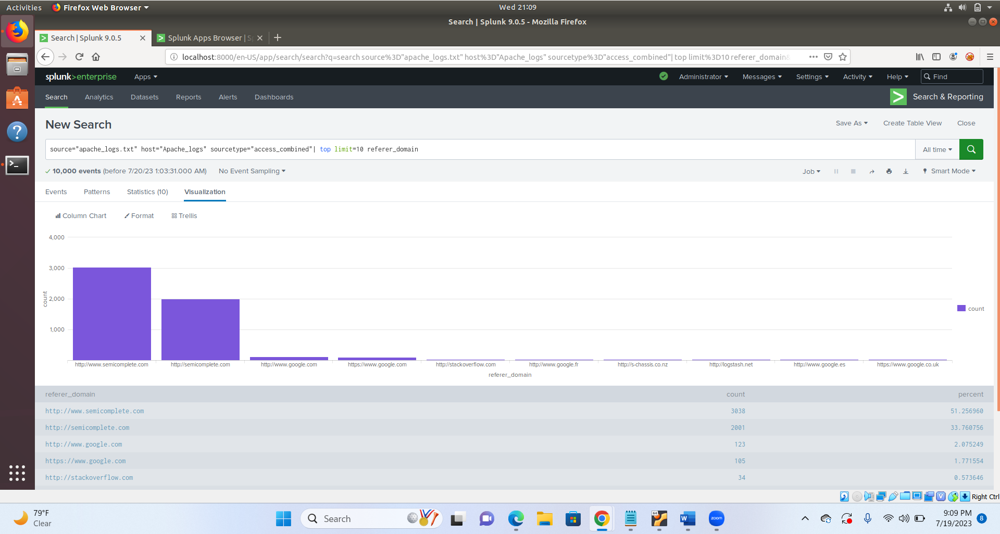 Activities Firefox Web Browser Wed 21:09
Search | Splunk 9.0.5 - Mozilla Firefox
Search | Splunk 9.0.5 Splunk Apps Browser |
localhost:8000/en-US/app/search/search?q=search source%3D"apache_logs.txt" host%3D"Apache_logs" sourcetype%3D"access_combined"| top limit%3D10 referer_domain
splunk>enterprise Apps Administrator Messages Settings Activity Help Find
Search Analytics Datasets Reports Alerts Dashboards Search & Reporting
New Search Save As Create Table View Close
source="apache_logs.txt" host="Apache_logs" sourcetype="access_combined"| top limit=10 referer_domain All time
10,000 events (before 7/20/23 1:03:31.000 AM) No Event Sampling Job Smart Mode
Events Patterns Statistics (10) Visualization
Column Chart Format Trellis
4,000
3,000
2,000
1,000
count
count
http://www.semicomplete.com http://semicomplete.com http://www.google.com https://www.google.com http://stackoverflow.com http://www.google.fr http://s-chassis.co.nz http://logstash.net http://www.google.es https://www.google.co.uk
referer_domain
referer_domain count percent
http://www.semicomplete.com 3038 51.256960
http://semicomplete.com 2001 33.760756
http://www.google.com 123 2.075249
https://www.google.com 105 1.771554
http://stackoverflow.com 34 0.573646
Right Ctrl
79°F
Clear
Search
64
zoom
9:09 PM
7/19/2023
8